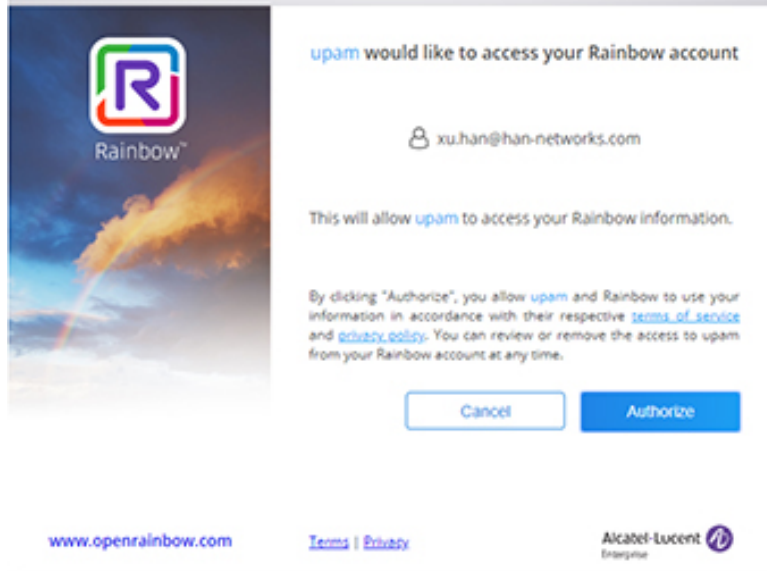 R
Rainbow™
upam would like to access your Rainbow account
xu.han@han-networks.com
This will allow upam to access your Rainbow information.
By clicking "Authorize", you allow upam and Rainbow to use your
information in accordance with their respective terms of service
and privacy policy. You can review or remove the access to upam
from your Rainbow account at any time.
Cancel Authorize
www.openrainbow.com Terms | Privacy Alcatel·Lucent
Enterprise